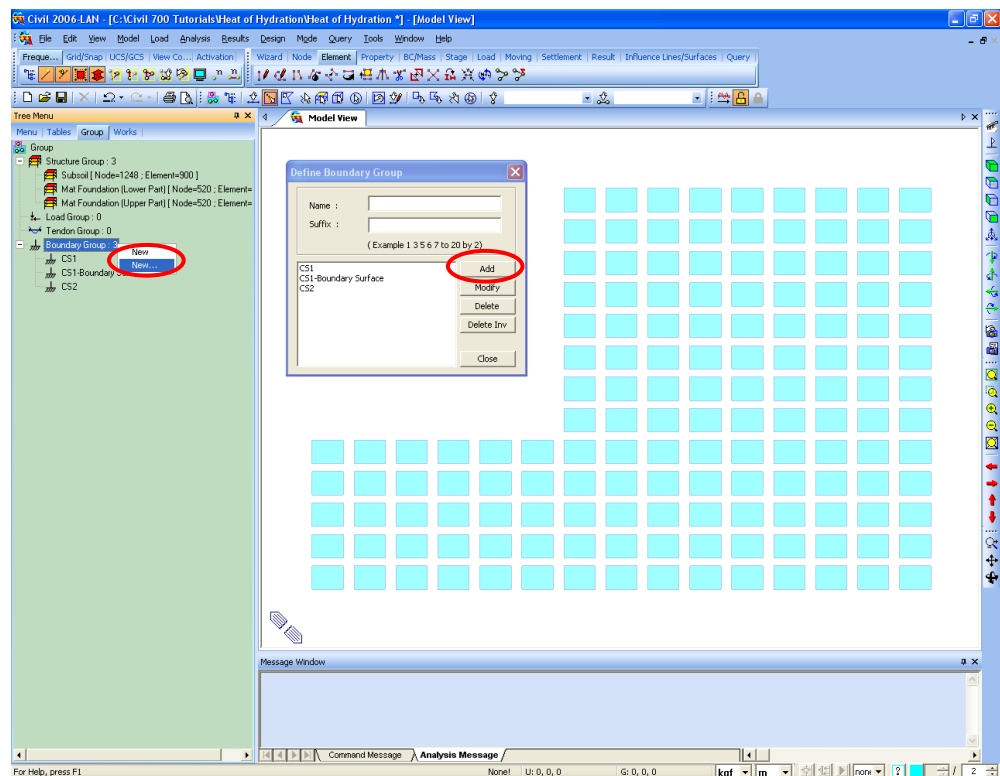 Civil 2006-LAN - [C:\Civil 700 Tutorials\Heat of Hydration\Heat of Hydration *] - [Model View]
File Edit View Model Load Analysis Results Design Mode Query Tools Window Help
Freque... Grid/Snap UCS/GCS View Co... Activation Wizard Node Element Property BC/Mass Stage Load Moving Settlement Result Influence Lines/Surfaces Query
Tree Menu
Model View
Menu Tables Group Works
Group
Structure Group : 3
Subsoil [ Node=1248 ; Element=900 ]
Mat Foundation (Lower Part) [ Node=520 ; Element=
Mat Foundation (Upper Part) [ Node=520 ; Element=
Load Group : 0
Tendon Group : 0
Boundary Group : 3
New
New...
CS1
CS1-Boundary
CS2
Define Boundary Group
Name :
Suffix :
( Example 1 3 5 6 7 to 20 by 2)
CS1
CS1-Boundary Surface
CS2
Add
Modify
Delete
Delete Inv
Close
Message Window
Command Message Analysis Message
For Help, press F1
None! U: 0, 0, 0 G: 0, 0, 0 kgf m none ? / 2